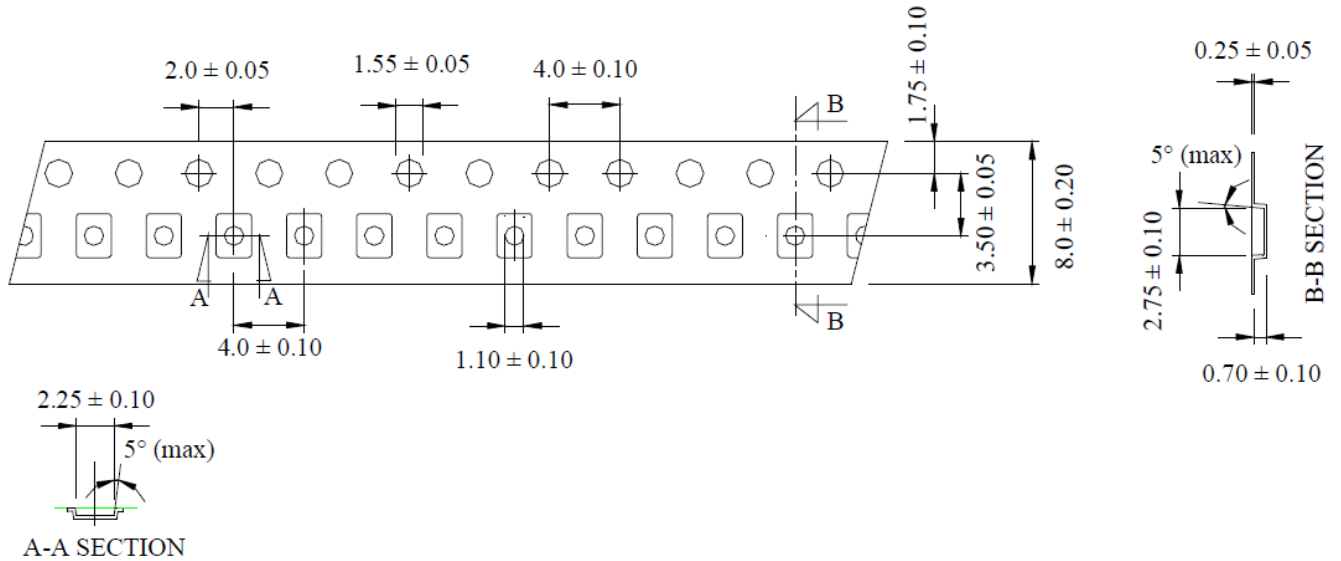 2.0 ± 0.05
1.55 ± 0.05
4.0 ± 0.10
1.75 ± 0.10
0.25 ± 0.05
B
5° (max)
3.50 ± 0.05
8.0 ± 0.20
2.75 ± 0.10
B-B SECTION
A
A
B
4.0 ± 0.10
1.10 ± 0.10
0.70 ± 0.10
2.25 ± 0.10
5° (max)
A-A SECTION